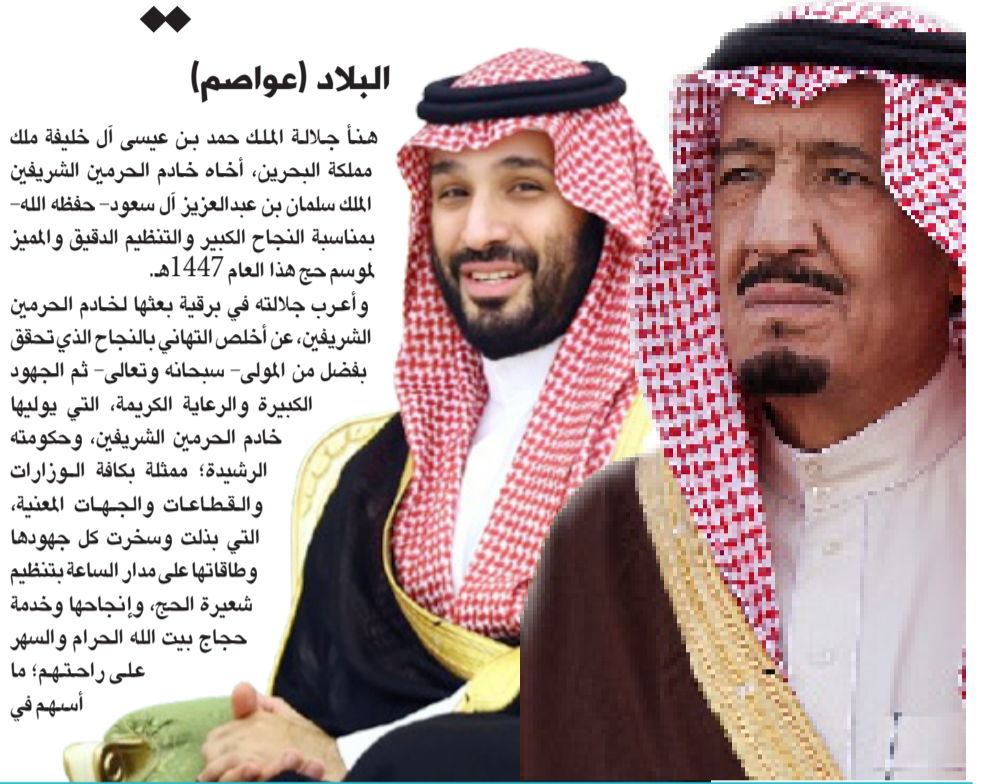 البلاد (عواصم)
هنأ جلالة الملك حمد بن عيسى آل خليفة ملك
مملكة البحرين، أخاه خادم الحرمين الشريفين
الملك سلمان بن عبدالعزيز آل سعود– حفظه الله–
بمناسبة النجاح الكبير والتنظيم الدقيق والمميز
لموسم حج هذا العام 1447هـ.
وأعرب جلالته في برقية بعثها لخادم الحرمين
الشريفين، عن أخلص التهاني بالنجاح الذي تحقق
بفضل من المولى– سبحانه وتعالى– ثم الجهود
الكبيرة والرعاية الكريمة، التي يوليها
خادم الحرمين الشريفين، وحكومته
الرشيدة؛ ممثلة بكافة الوزارات
والقطاعات والجهات المعنية،
التي بذلت وسخرت كل جهودها
وطاقاتها على مدار الساعة بتنظيم
شعيرة الحج، وإنجاحها وخدمة
حجاج بيت الله الحرام والسهر
على راحتهم؛ ما
أسهم في